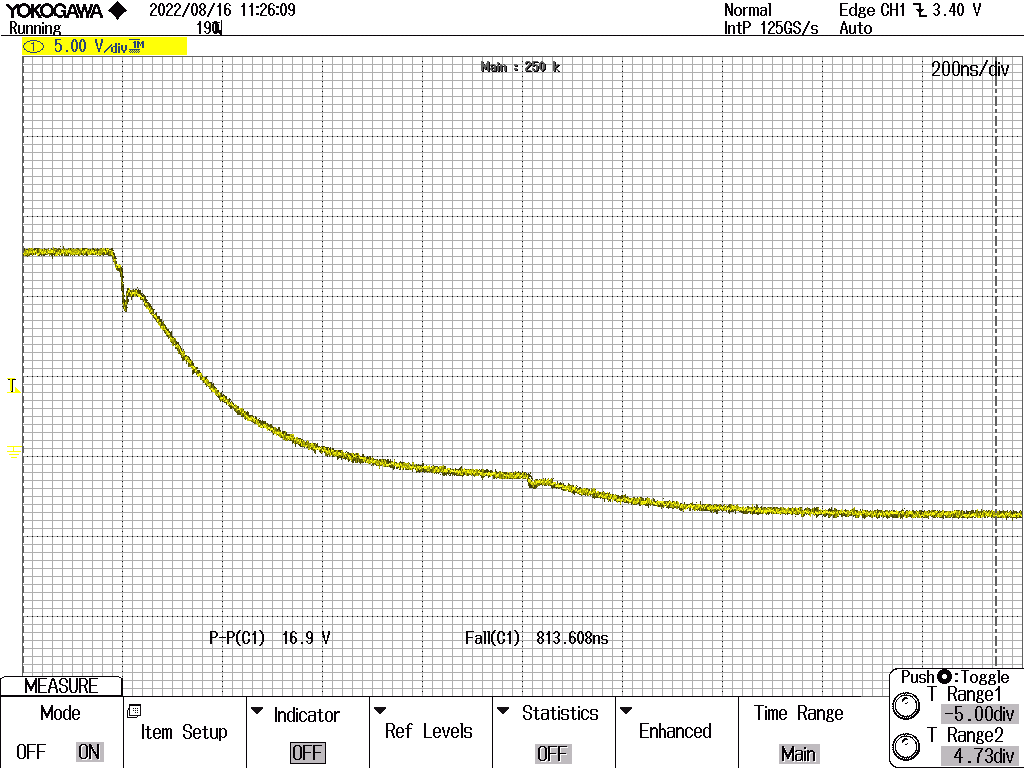 YOKOGAWA ◆ 2022/08/16 11:26:09 Normal Edge CH1 3.40 V
Running IntP 125GS/s Auto
1 5.00 V/div 1M
Main : 250 k
200ns/div
T
P-P(C1) 16.9 V Fall(C1) 813.608ns
MEASURE
Mode
OFF ON
Item Setup
Indicator
OFF
Ref Levels
Statistics
OFF
Enhanced
Time Range
Main
Push :Toggle
T Range1
-5.00div
T Range2
4.73div